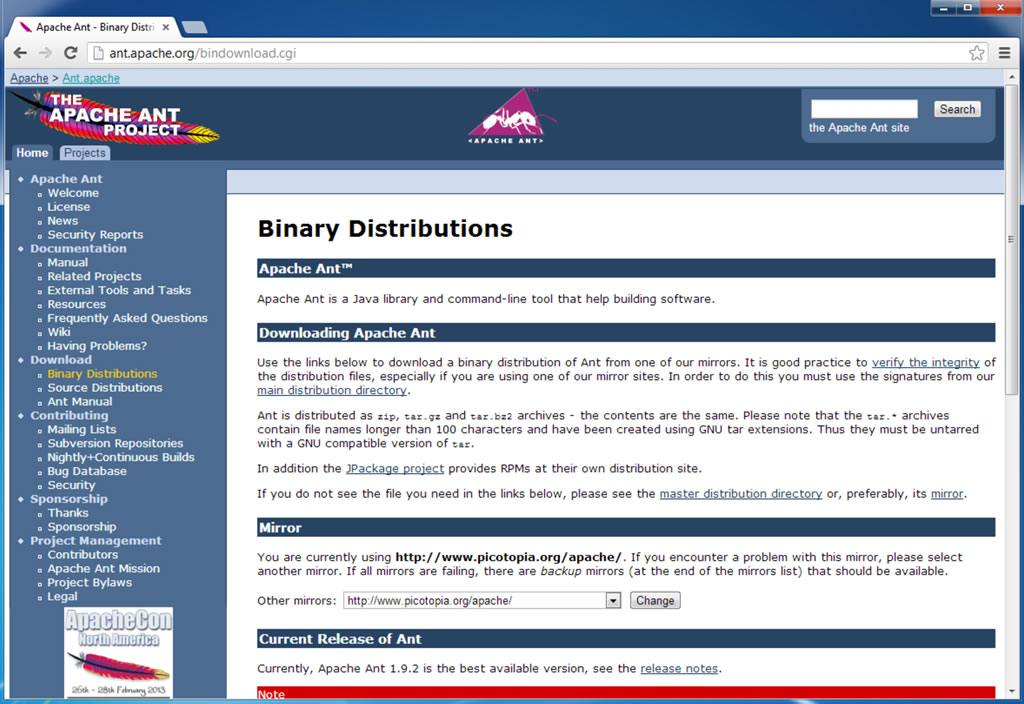 Apache Ant - Binary Distri
ant.apache.org/bindownload.cgi
Apache > Ant apache
THE
APACHE ANT
PROJECT
<APACHE ANT>
Search
the Apache Ant site
Home
Projects
Apache Ant
Welcome
License
News
Security Reports
Documentation
Manual
Related Projects
External Tools and Tasks
Resources
Frequently Asked Questions
Wiki
Having Problems?
Download
Binary Distributions
Source Distributions
Ant Manual
Contributing
Mailing Lists
Subversion Repositories
Nightly+Continuous Builds
Bug Database
Security
Sponsorship
Thanks
Sponsorship
Project Management
Contributors
Apache Ant Mission
Project Bylaws
Legal
ApacheCon
North America
26th - 28th February 2013
Binary Distributions
Apache Ant™
Apache Ant is a Java library and command-line tool that help building software.
Downloading Apache Ant
Use the links below to download a binary distribution of Ant from one of our mirrors. It is good practice to verify the integrity of
the distribution files, especially if you are using one of our mirror sites. In order to do this you must use the signatures from our
main distribution directory.
Ant is distributed as zip, tar.gz and tar.bz2 archives - the contents are the same. Please note that the tar.* archives
contain file names longer than 100 characters and have been created using GNU tar extensions. Thus they must be untarred
with a GNU compatible version of tar.
In addition the JPackage project provides RPMs at their own distribution site.
If you do not see the file you need in the links below, please see the master distribution directory or, preferably, its mirror.
Mirror
You are currently using http://www.picotopia.org/apache/. If you encounter a problem with this mirror, please select
another mirror. If all mirrors are failing, there are backup mirrors (at the end of the mirrors list) that should be available.
Other mirrors: http://www.picotopia.org/apache/ Change
Current Release of Ant
Currently, Apache Ant 1.9.2 is the best available version, see the release notes.
Note